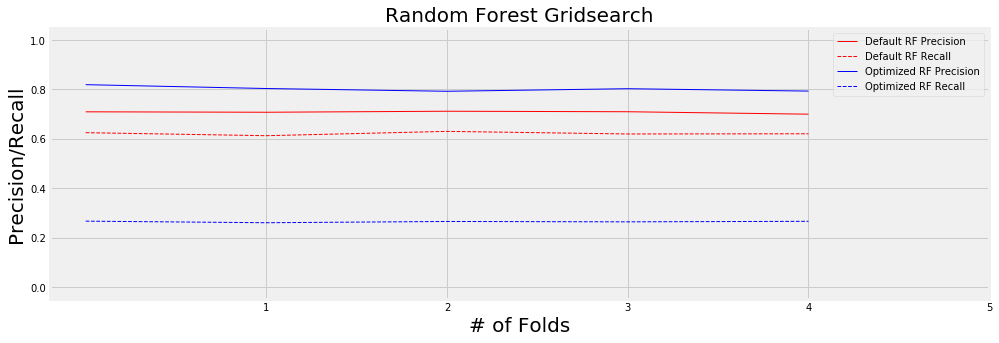 Random Forest Gridsearch
Precision/Recall
1.0
0.8
0.6
0.4
0.2
0.0
Default RF Precision
Default RF Recall
Optimized RF Precision
Optimized RF Recall
1
2
3
4
5
# of Folds